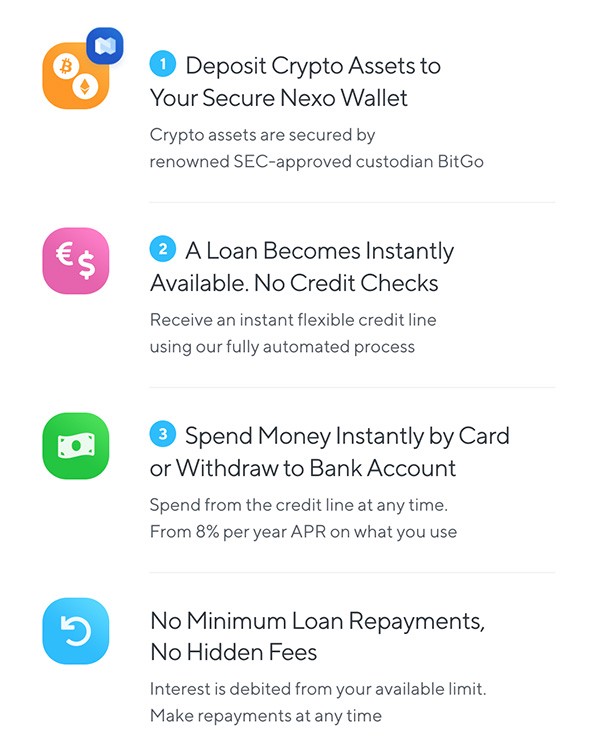 1 Deposit Crypto Assets to
Your Secure Nexo Wallet
Crypto assets are secured by
renowned SEC-approved custodian BitGo
€ $
2 A Loan Becomes Instantly
Available. No Credit Checks
Receive an instant flexible credit line
using our fully automated process
3 Spend Money Instantly by Card
or Withdraw to Bank Account
Spend from the credit line at any time.
From 8% per year APR on what you use
No Minimum Loan Repayments,
No Hidden Fees
Interest is debited from your available limit.
Make repayments at any time